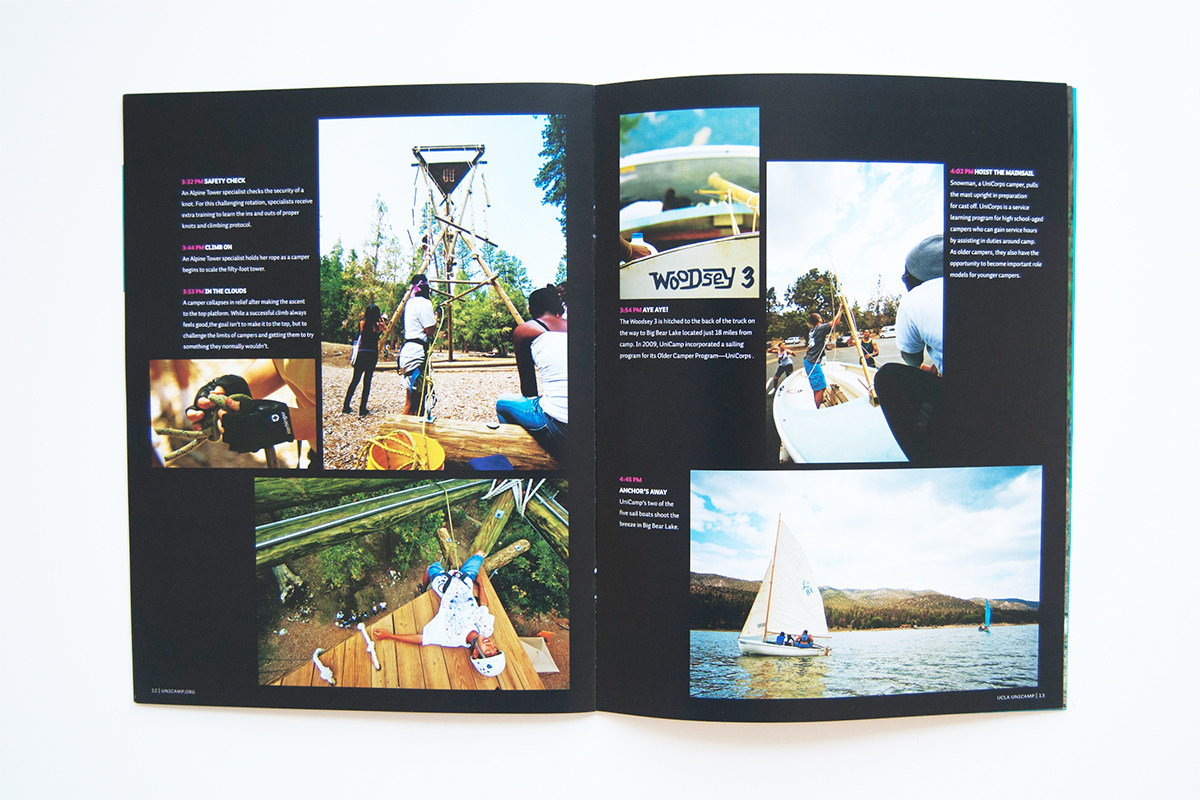 3:32 PM SAFETY CHECK
An Alpine Tower specialist checks the security of a
knot. For this challenging rotation, specialists receive
extra training to learn the ins and outs of proper
knots and climbing protocol.
3:44 PM CLIMB ON
An Alpine Tower specialist holds her rope as a camper
begins to scale the fifty-foot tower.
3:53 PM IN THE CLOUDS
A camper collapses in relief after making the ascent
to the top platform. While a successful climb always
feels good,the goal isn't to make it to the top, but to
challenge the limits of campers and getting them to try
something they normally wouldn't.
12 | UNICAMP.ORG
WOODSEY 3
3:54 PM AYE AYE!
The Woodsey 3 is hitched to the back of the truck on
the way to Big Bear Lake located just 18 miles from
camp. In 2009, UniCamp incorporated a sailing
program for its Older Camper Program—UniCorps .
4:02 PM HOIST THE MAINSAIL
Snowman, a UniCorps camper, pulls
the mast upright in preparation
for cast off. UniCorps is a service
learning program for high school-aged
campers who can gain service hours
by assisting in duties around camp.
As older campers, they also have the
opportunity to become important role
models for younger campers.
4:45 PM
ANCHOR'S AWAY
UniCamp's two of the
five sail boats shoot the
breeze in Big Bear Lake.
UCLA UNICAMP | 13